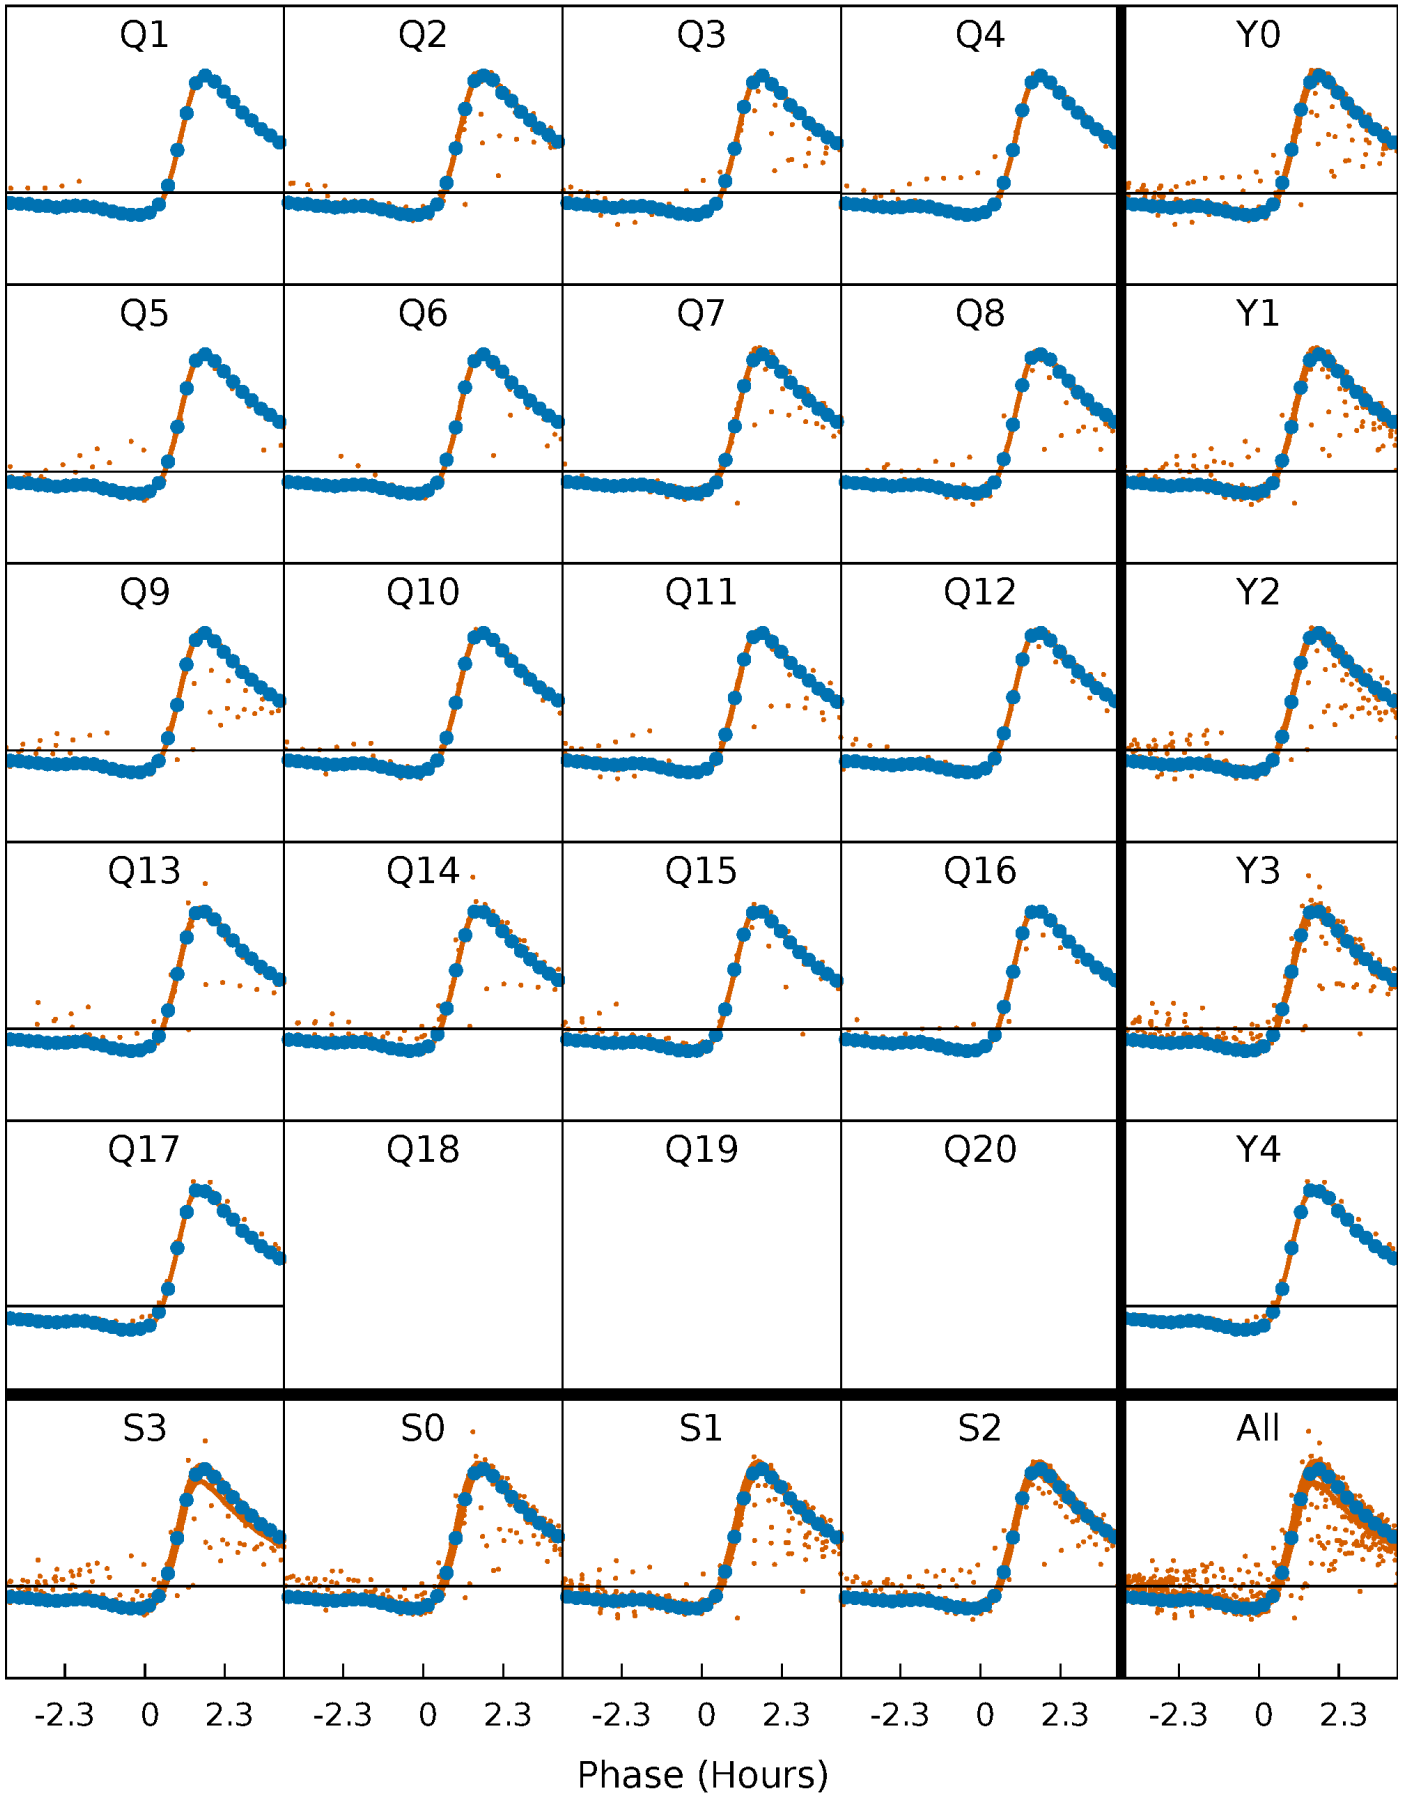 Q1 Q2 Q3 Q4 Y0
Q5 Q6 Q7 Q8 Y1
Q9 Q10 Q11 Q12 Y2
Q13 Q14 Q15 Q16 Y3
Q17 Q18 Q19 Q20 Y4
S3 S0 S1 S2 All
-2.3 0 2.3 -2.3 0 2.3 -2.3 0 2.3 -2.3 0 2.3 -2.3 0 2.3
Phase (Hours)